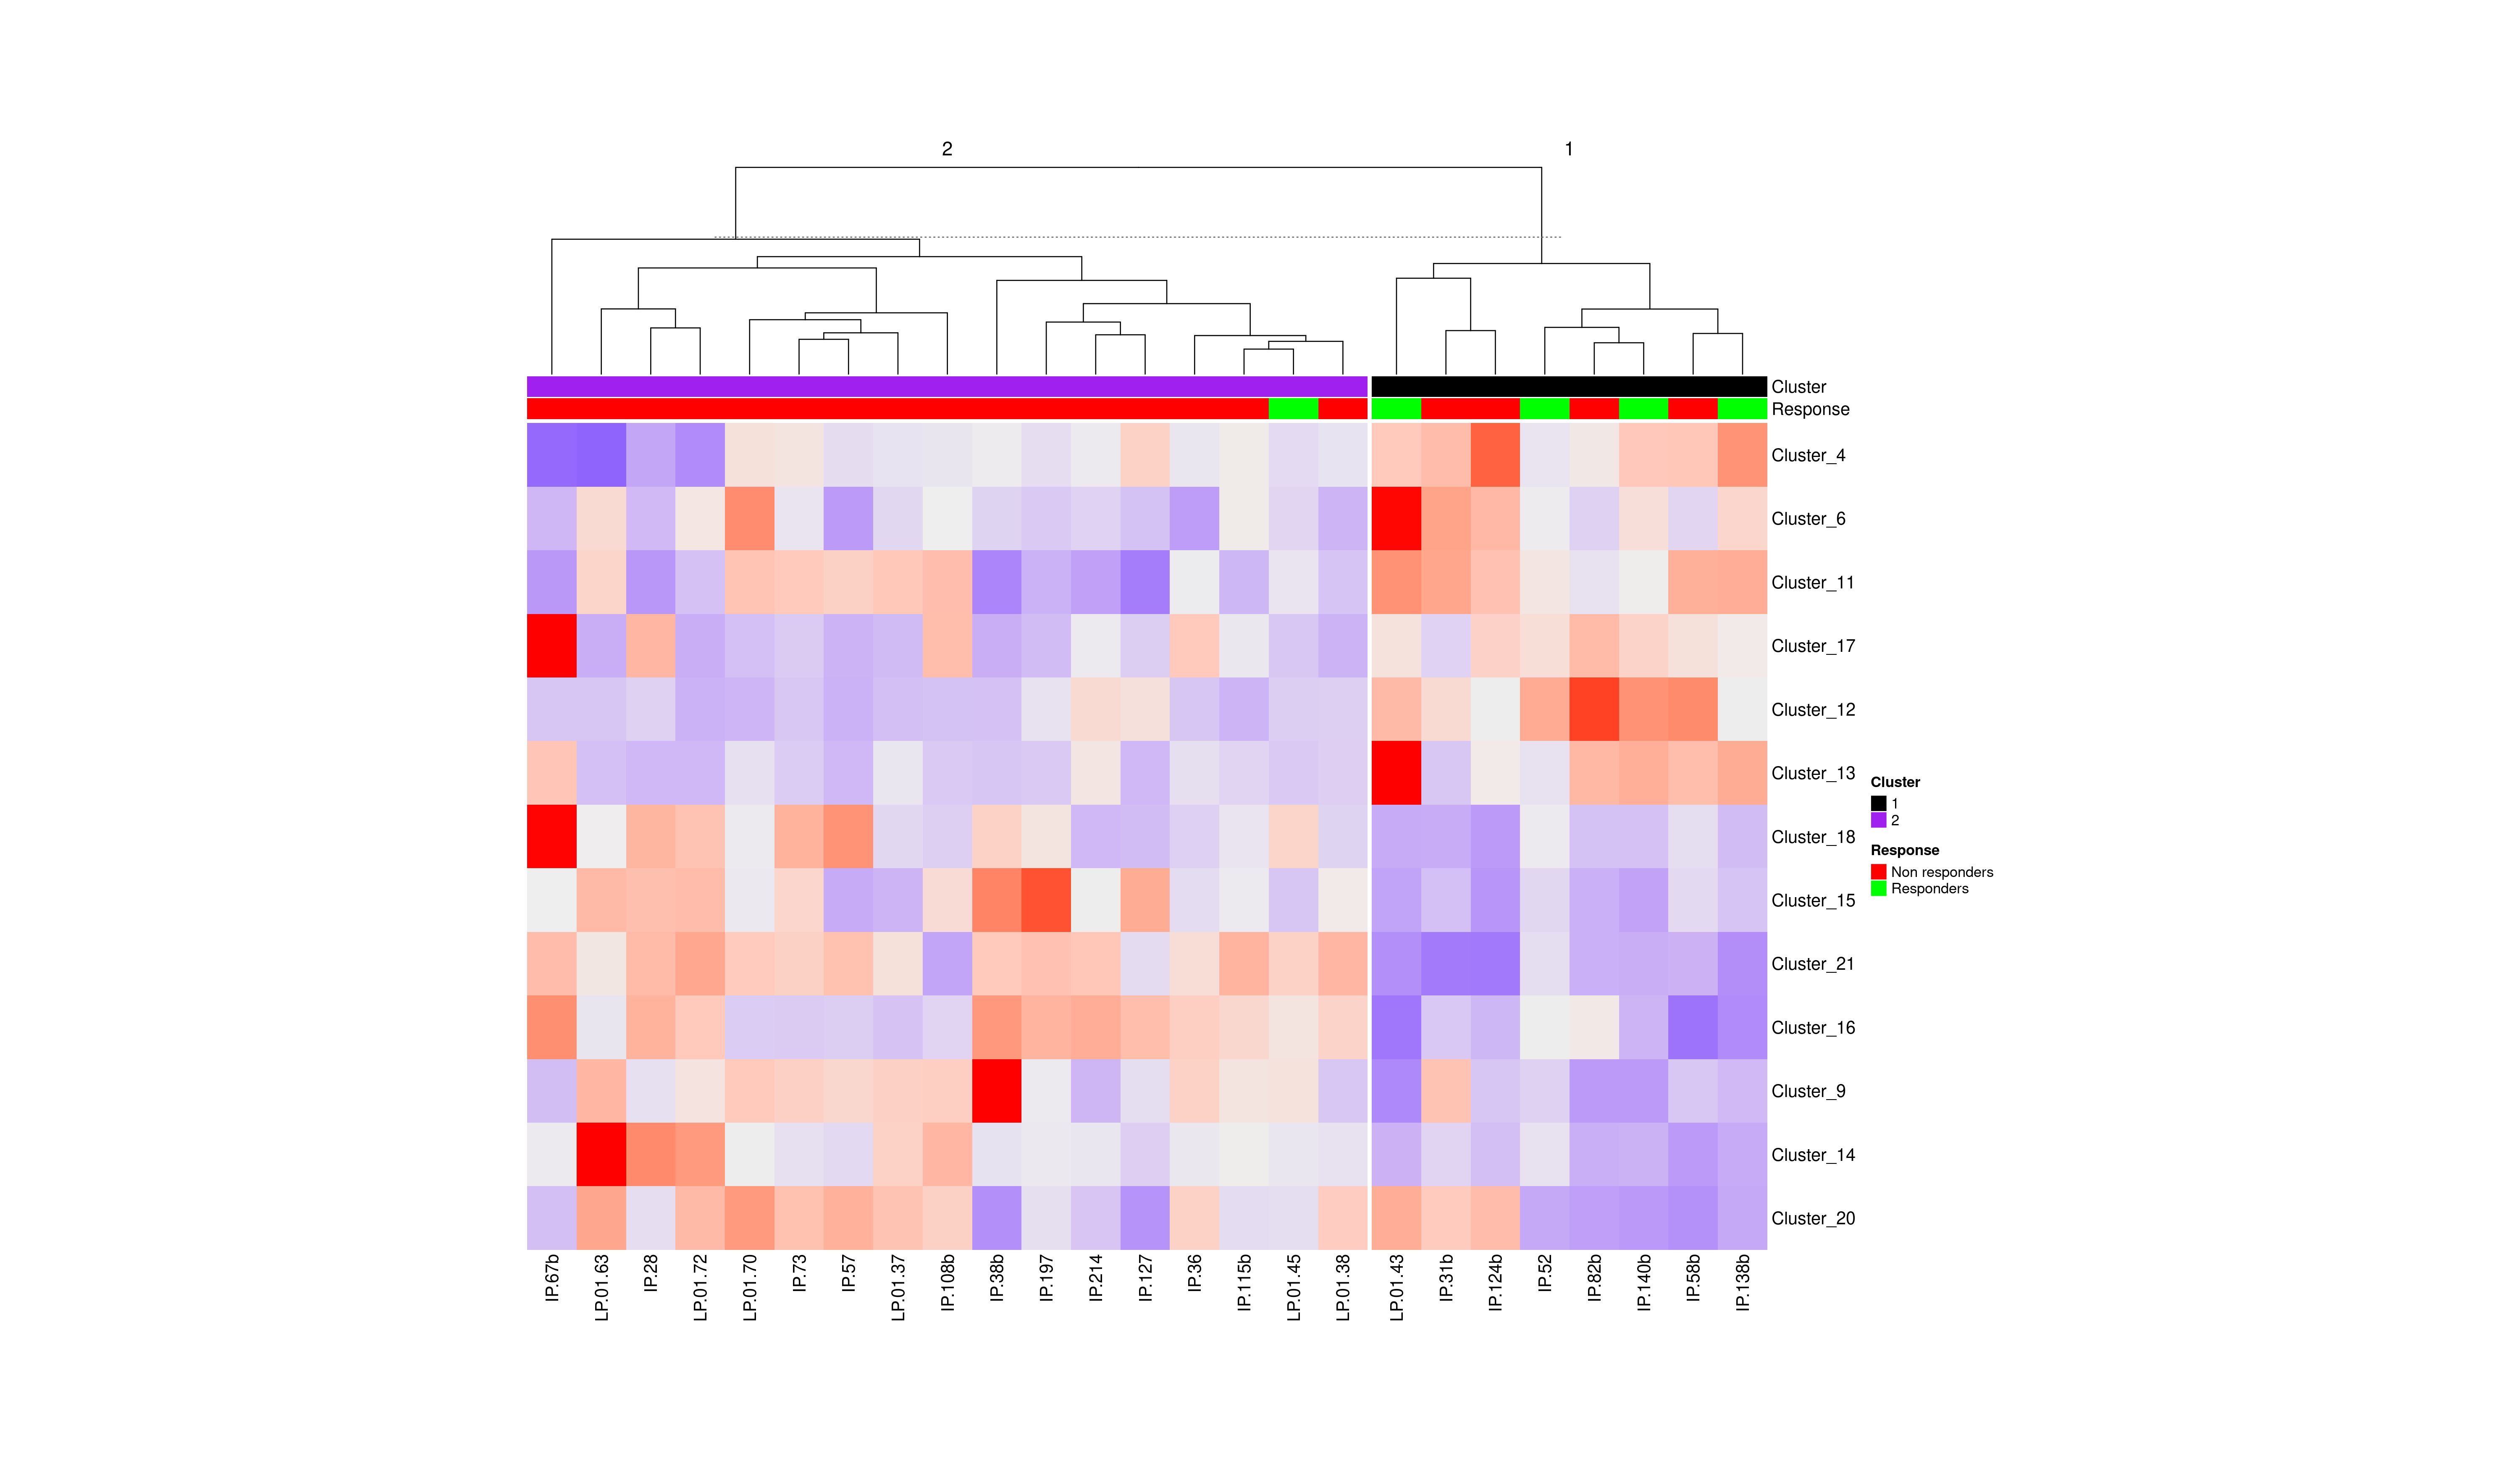 2 1
Cluster
Response
Cluster_4
Cluster_6
Cluster_11
Cluster_17
Cluster_12
Cluster_13
Cluster_18
Cluster_15
Cluster_21
Cluster_16
Cluster_9
Cluster_14
Cluster_20
IP.67b LP.01.63 IP.28 LP.01.72 LP.01.70 IP.73 IP.57 LP.01.37 IP.108b IP.38b IP.197 IP.214 IP.127 IP.36 IP.115b LP.01.45 LP.01.38 LP.01.43 IP.31b IP.124b IP.52 IP.82b IP.140b IP.58b IP.138b
Cluster
1
2
Response
Non responders
Responders